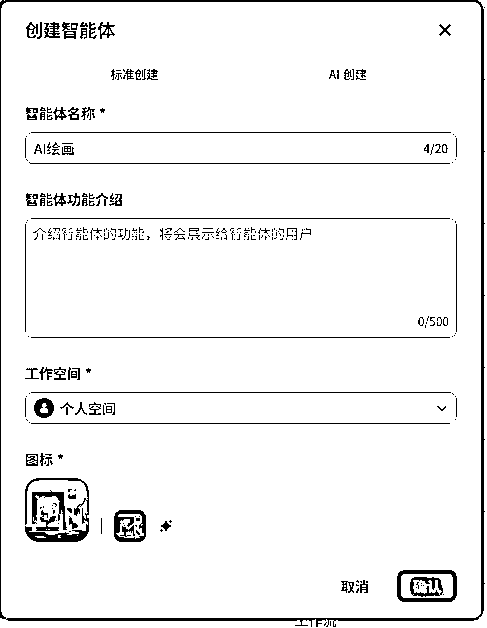 创建智能体
标准创建
AI 创建
智能体名称 *
AI绘画
4/20
智能体功能介绍
介绍智能体的功能，将会展示给智能体的用户
0/500
工作空间 *
个人空间
图标 *
取消
确认
工作流